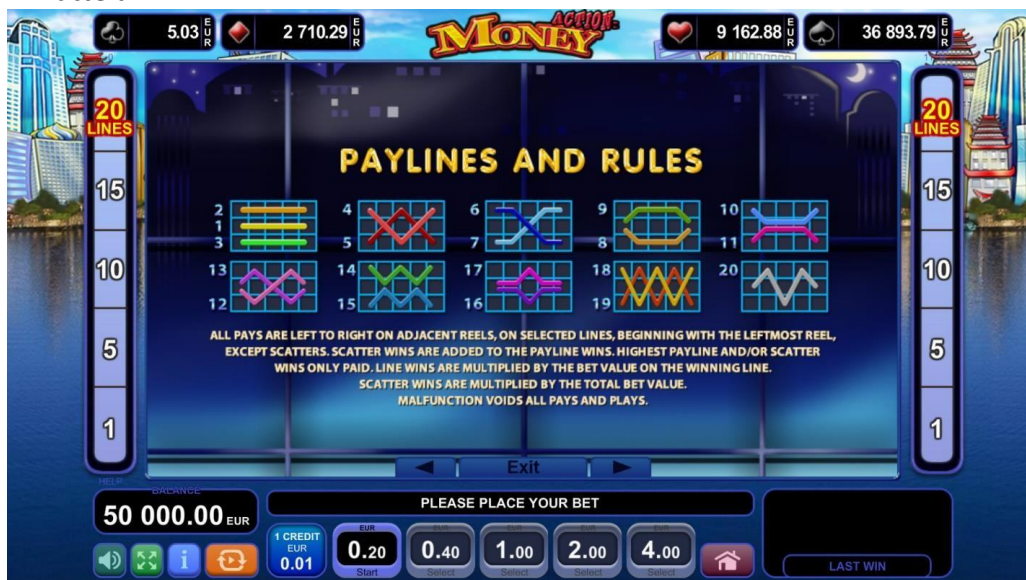 5.03 EUR
2 710.29 EUR
ACTION
MONEY
9 162.88 EUR
36 893.79 EUR
20
LINES
15
10
5
1
20
LINES
15
10
5
1
PAYLINES AND RULES
2
1
3
4
5
6
7
9
8
10
11
13
12
14
15
17
16
18
19
20
ALL PAYS ARE LEFT TO RIGHT ON ADJACENT REELS, ON SELECTED LINES, BEGINNING WITH THE LEFTMOST REEL,
EXCEPT SCATTERS. SCATTER WINS ARE ADDED TO THE PAYLINE WINS. HIGHEST PAYLINE AND/OR SCATTER
WINS ONLY PAID. LINE WINS ARE MULTIPLIED BY THE BET VALUE ON THE WINNING LINE.
SCATTER WINS ARE MULTIPLIED BY THE TOTAL BET VALUE.
MALFUNCTION VOIDS ALL PAYS AND PLAYS.
Exit
HELP
BALANCE
50 000.00 EUR
PLEASE PLACE YOUR BET
1 CREDIT
EUR
0.01
EUR
0.20
Start
EUR
0.40
Select
EUR
1.00
Select
EUR
2.00
Select
EUR
4.00
Select
LAST WIN